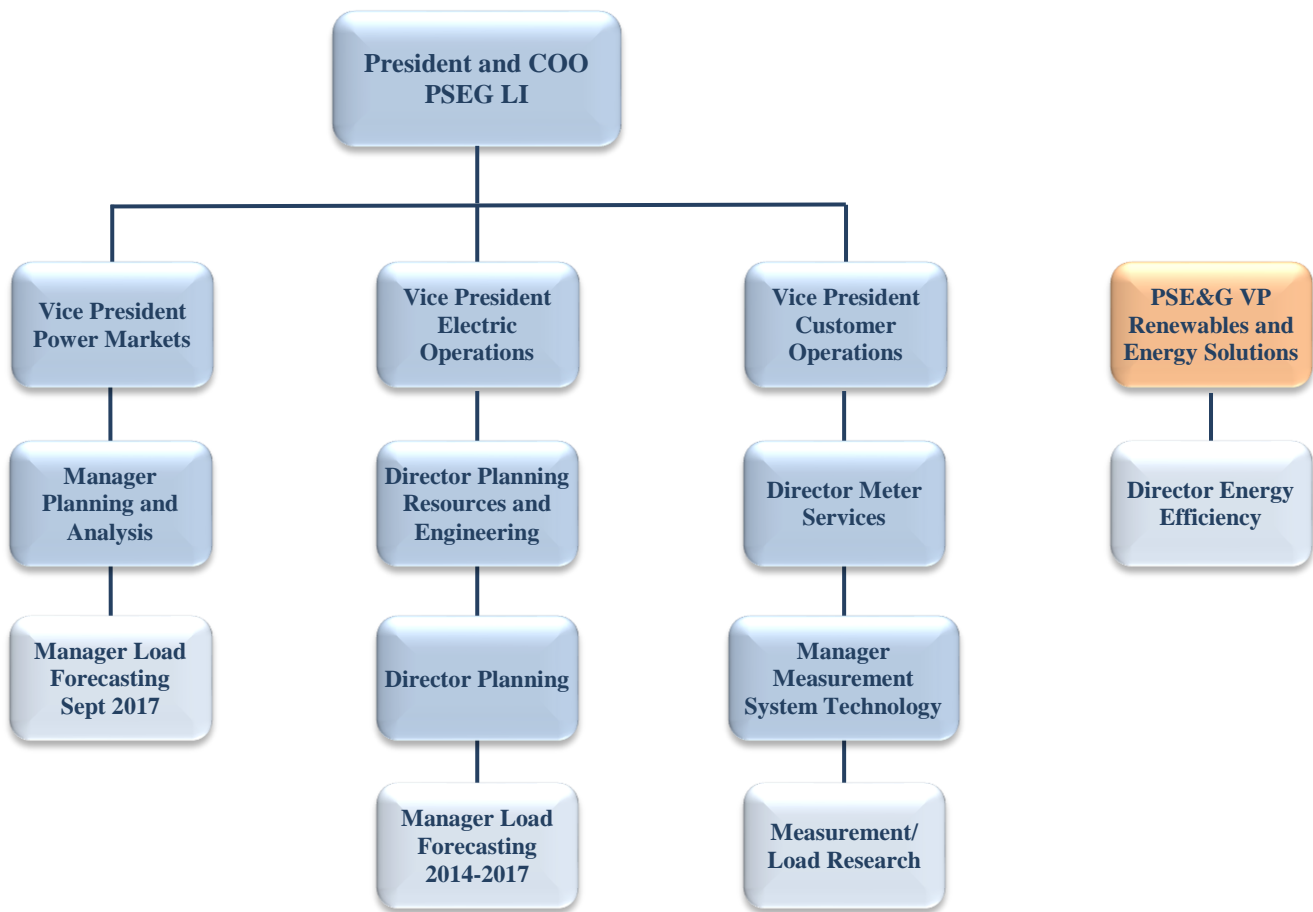 President and COO
PSEG LI
Vice President
Power Markets
Vice President
Electric
Operations
Vice President
Customer
Operations
PSE&G VP
Renewables and
Energy Solutions
Manager
Planning and
Analysis
Director Planning
Resources and
Engineering
Director Meter
Services
Director Energy
Efficiency
Manager Load
Forecasting
Sept 2017
Director Planning
Manager
Measurement
System Technology
Manager Load
Forecasting
2014-2017
Measurement/
Load Research